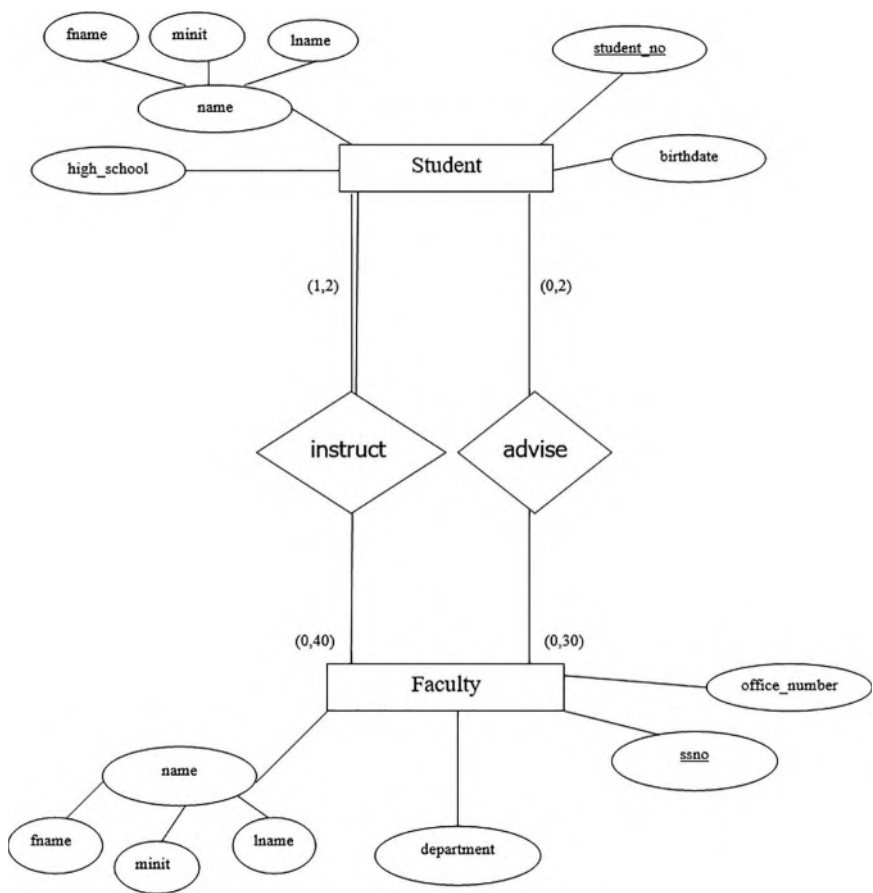 fname
minit
lname
student_no
name
Student
high_school
birthdate
(1,2)
(0,2)
instruct
advise
(0,40)
(0,30)
Faculty
office_number
name
ssno
fname
minit
lname
department